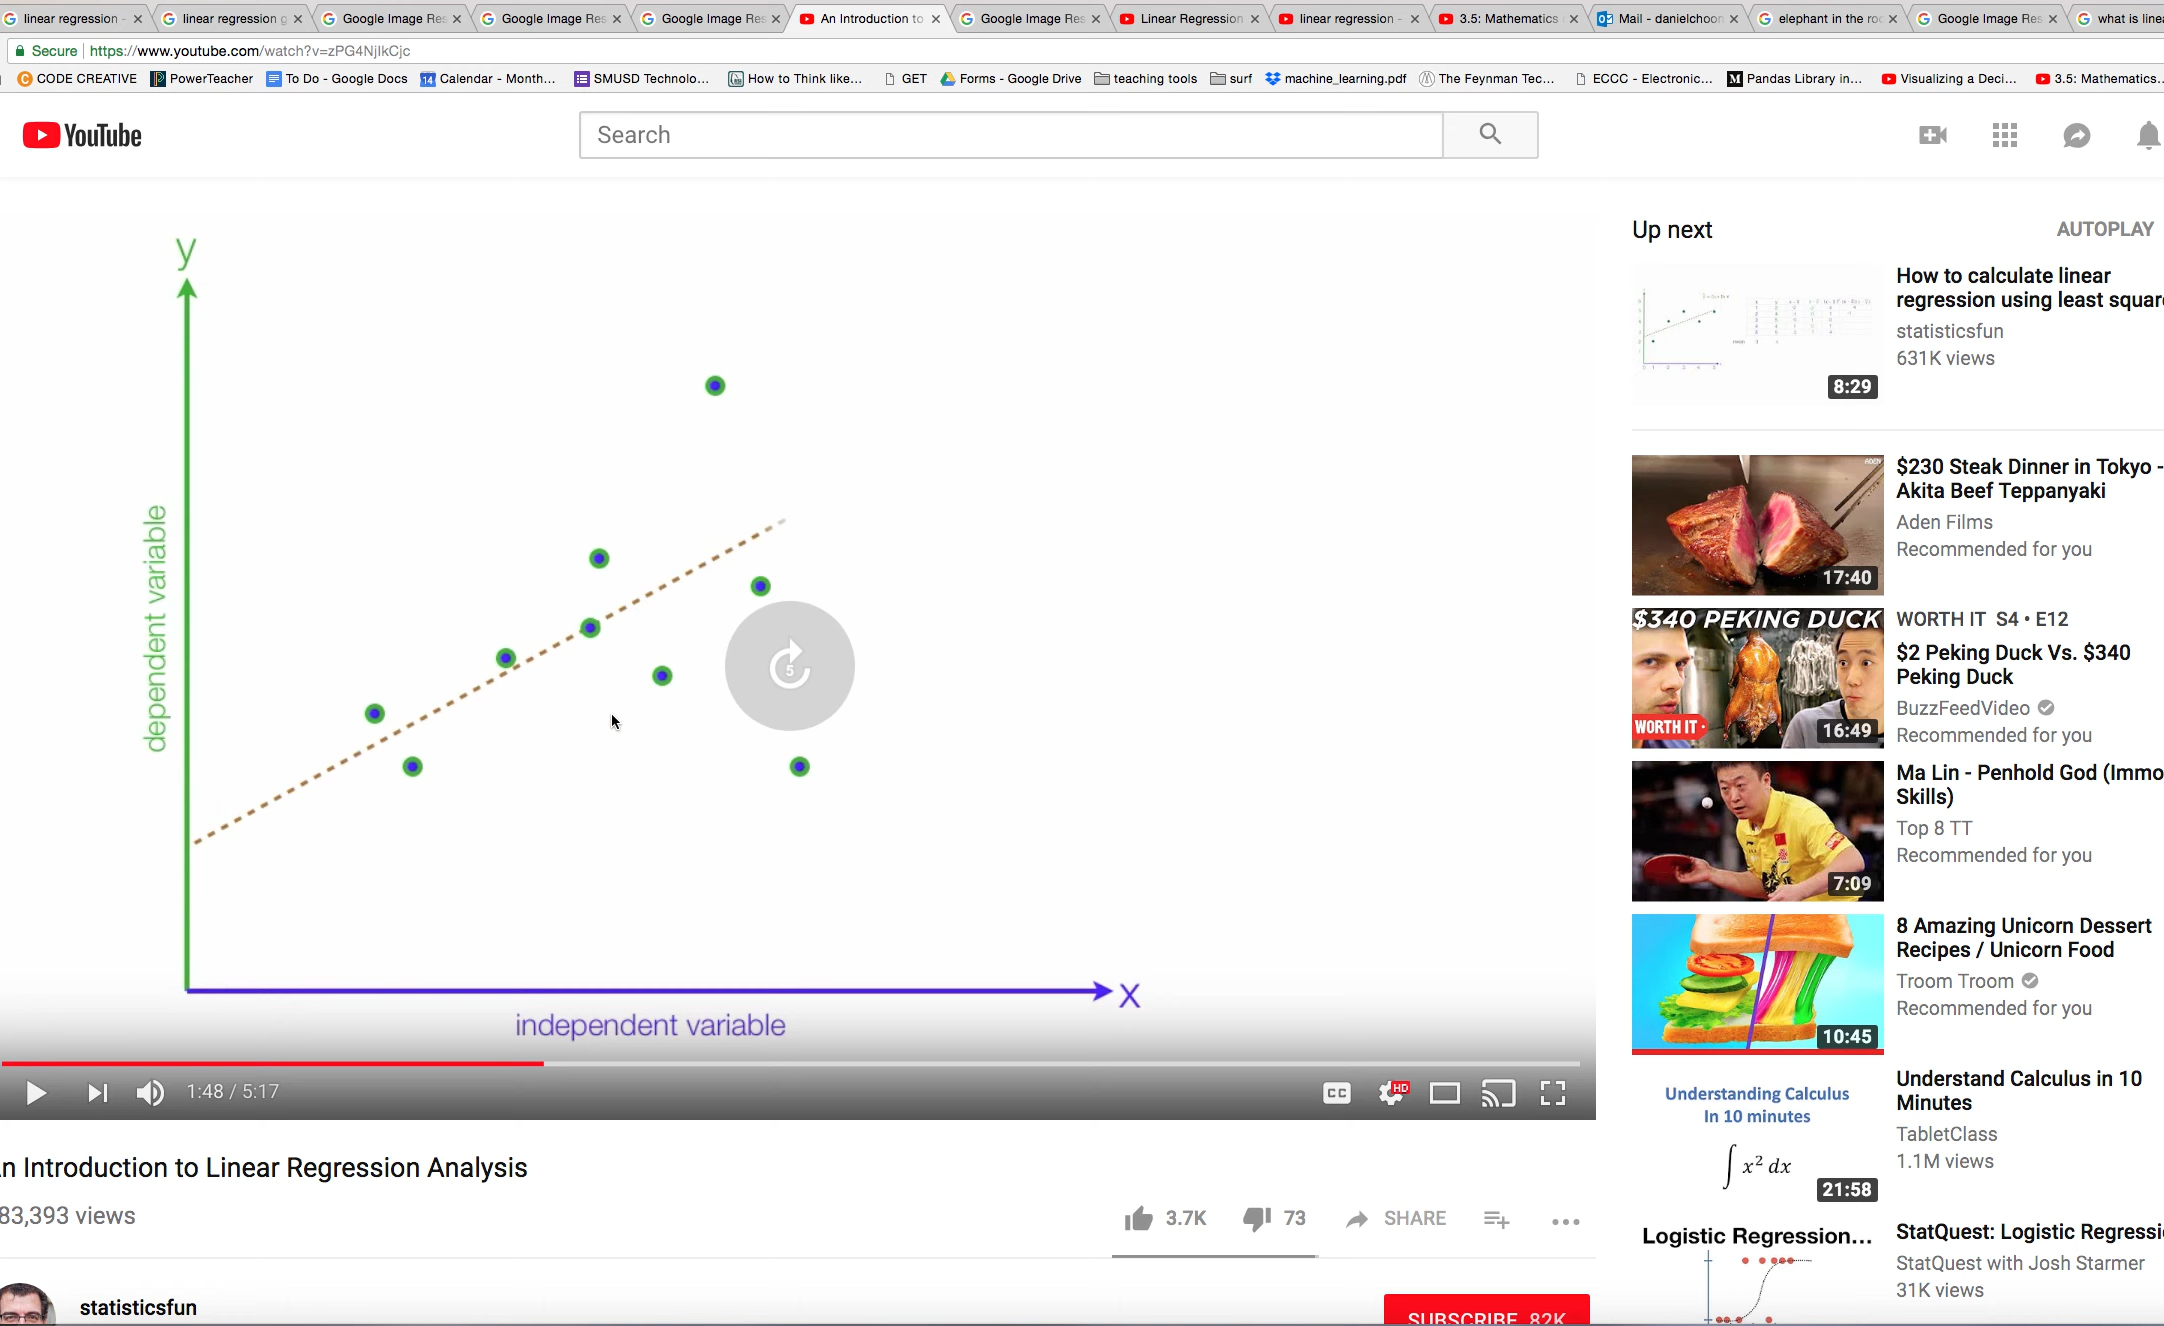 linear regression -
linear regression g
Google Image Res
Google Image Res
Google Image Res
An Introduction to
Google Image Res
Linear Regression
linear regression -
3.5: Mathematics
Mail - danielchoon
elephant in the roo
Google Image Res
what is line
Secure https://www.youtube.com/watch?v=zPG4NjIkCjc
CODE CREATIVE
PowerTeacher
To Do - Google Docs
14 Calendar - Month...
SMUSD Technolo...
How to Think like...
GET
Forms - Google Drive
teaching tools
surf
machine_learning.pdf
The Feynman Tec...
ECCC - Electronic...
M Pandas Library in...
Visualizing a Deci...
3.5: Mathematics...
YouTube
Search
y
dependent variable
5
x
independent variable
1:48 / 5:17
CC
HD
n Introduction to Linear Regression Analysis
83,393 views
3.7K
73
SHARE
statisticsfun
SUBSCRIBE 82K
Up next
AUTOPLAY
How to calculate linear
regression using least squar
statisticsfun
631K views
8:29
$230 Steak Dinner in Tokyo -
Akita Beef Teppanyaki
Aden Films
Recommended for you
17:40
$340 PEKING DUCK
WORTH IT
16:49
WORTH IT S4 • E12
$2 Peking Duck Vs. $340
Peking Duck
BuzzFeedVideo
Recommended for you
Ma Lin - Penhold God (Immo
Skills)
Top 8 TT
Recommended for you
7:09
8 Amazing Unicorn Dessert
Recipes / Unicorn Food
Troom Troom
Recommended for you
10:45
Understanding Calculus
In 10 minutes
∫ x² dx
21:58
Understand Calculus in 10
Minutes
TabletClass
1.1M views
Logistic Regression...
StatQuest: Logistic Regressi
StatQuest with Josh Starmer
31K views